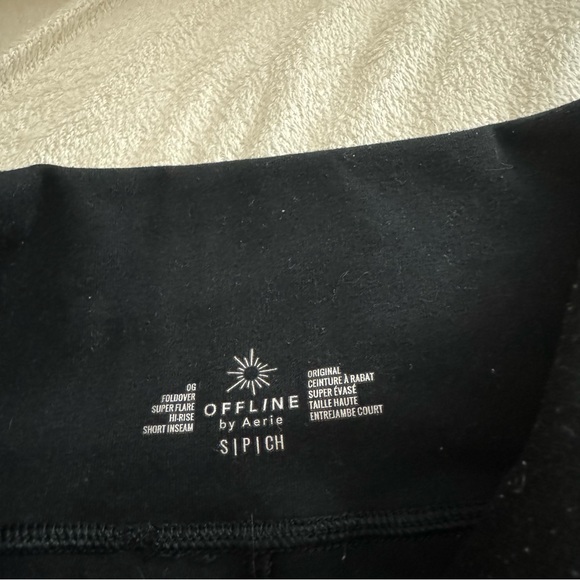 OG
FOLDOVER
SUPER FLARE
HI-RISE
SHORT INSEAM
OFFLINE
by Aerie
S|P|CH
ORIGINAL
CEINTURE À RABAT
SUPER ÉVASÉ
TAILLE HAUTE
ENTREJAMBE COURT